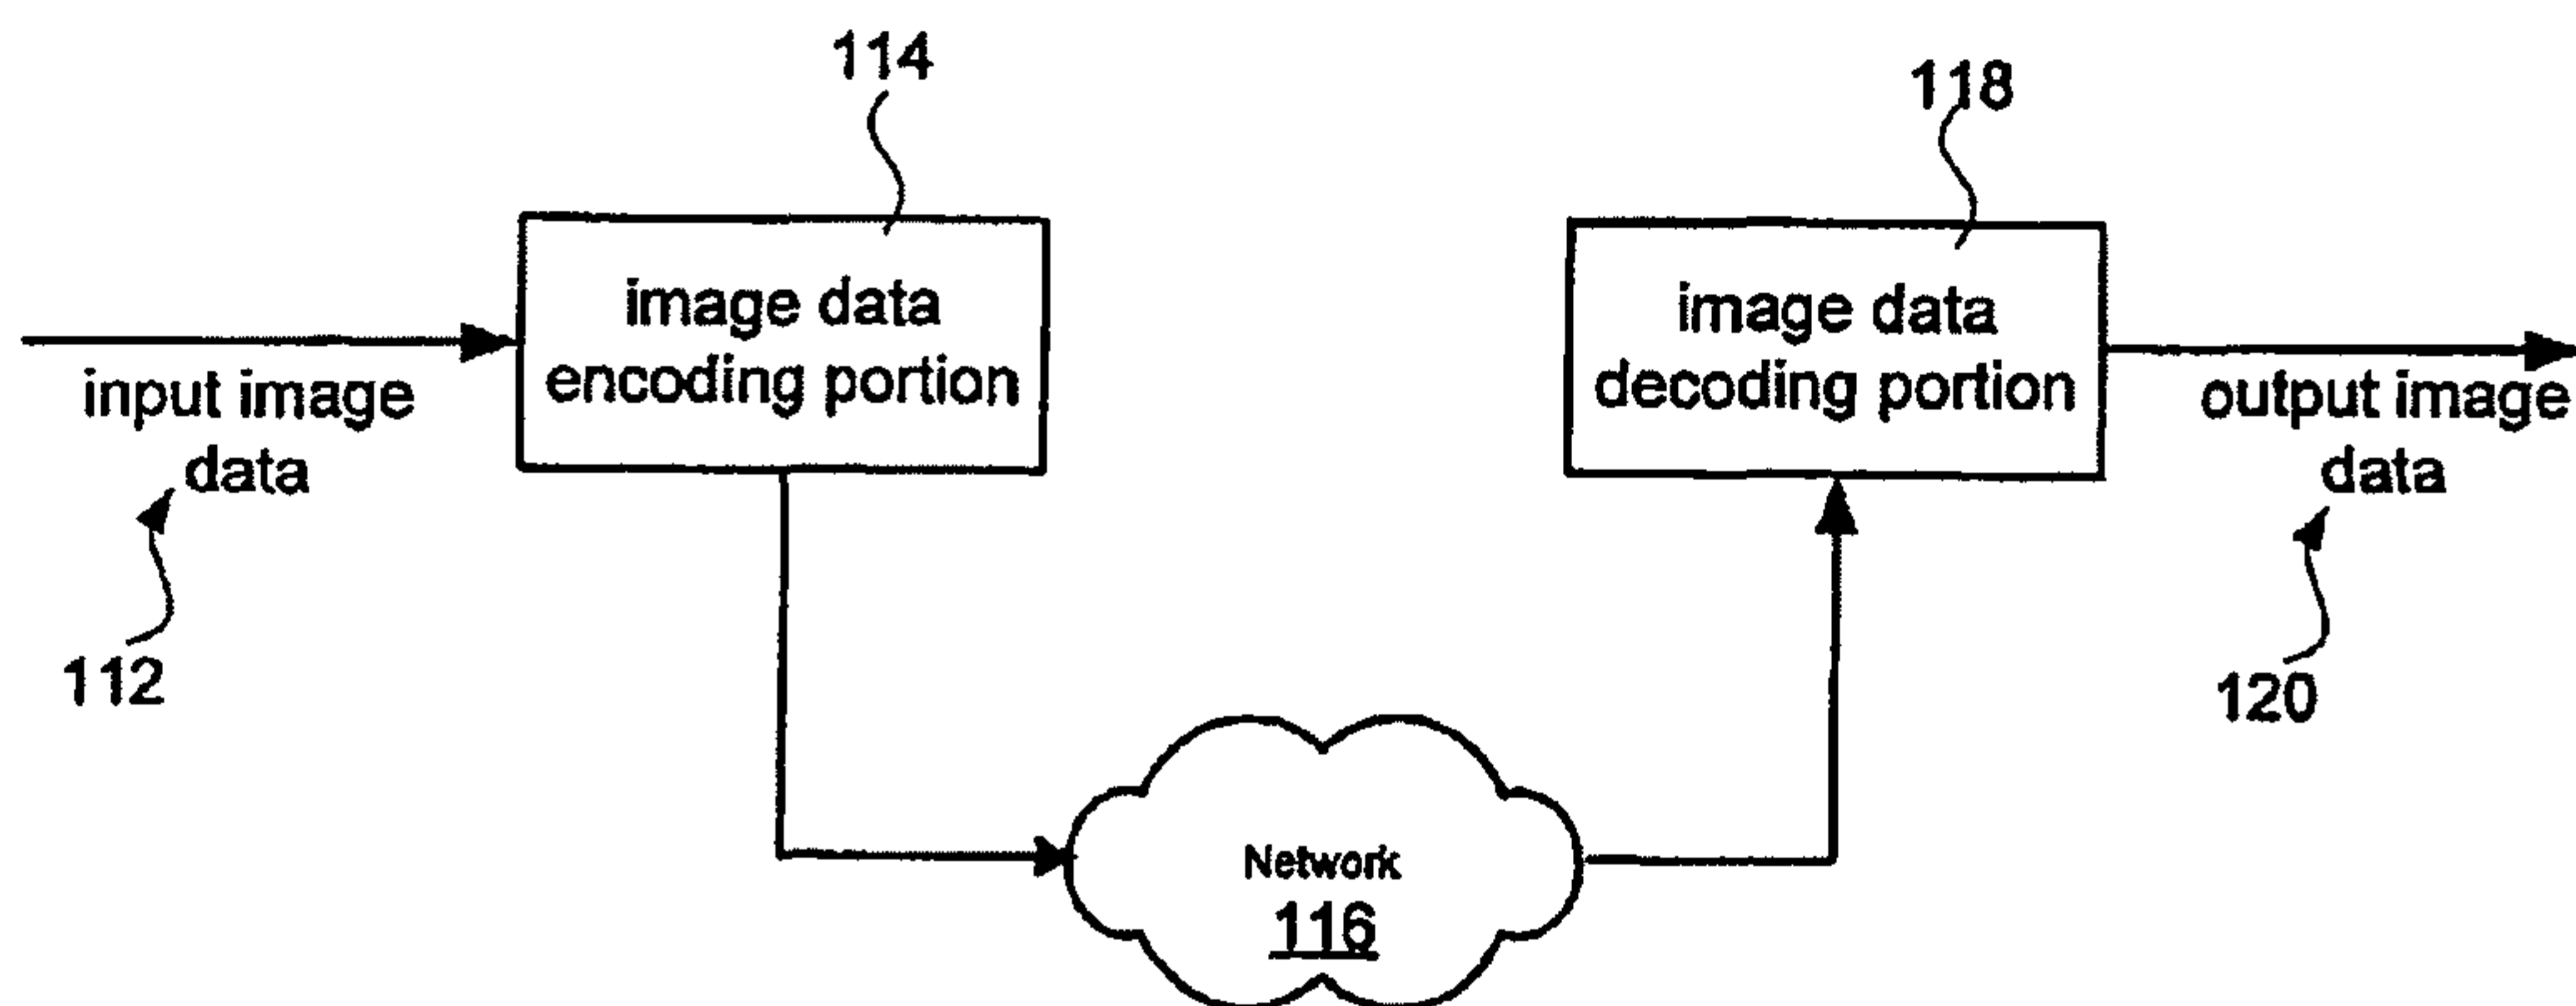 114
118
image data
encoding portion
image data
decoding portion
input image
data
output image
data
112
120
Network
116